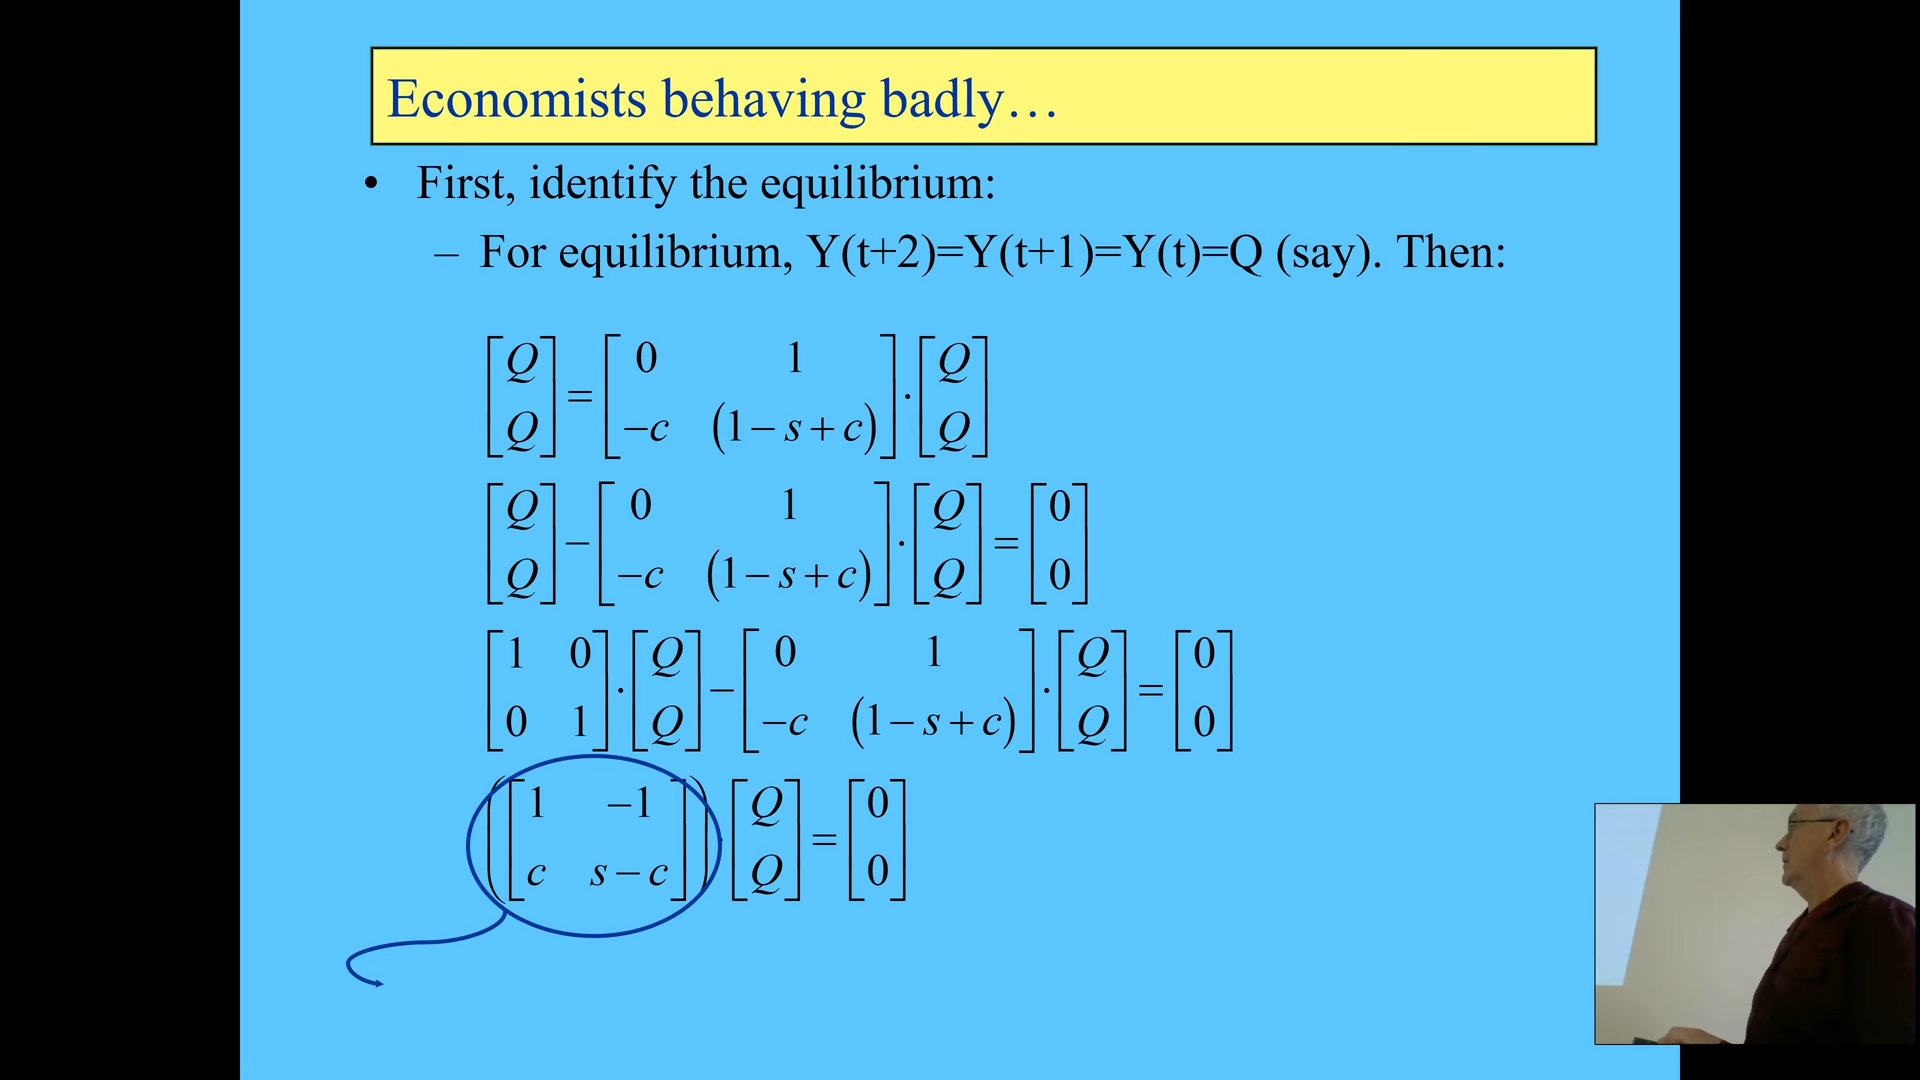 Economists behaving badly…
• First, identify the equilibrium:
– For equilibrium, Y(t+2)=Y(t+1)=Y(t)=Q (say). Then:
[Q; Q] = [0 1; −c (1−s+c)] · [Q; Q]
[Q; Q] − [0 1; −c (1−s+c)] · [Q; Q] = [0; 0]
[1 0; 0 1] · [Q; Q] − [0 1; −c (1−s+c)] · [Q; Q] = [0; 0]
([1 −1; c s−c]) · [Q; Q] = [0; 0]